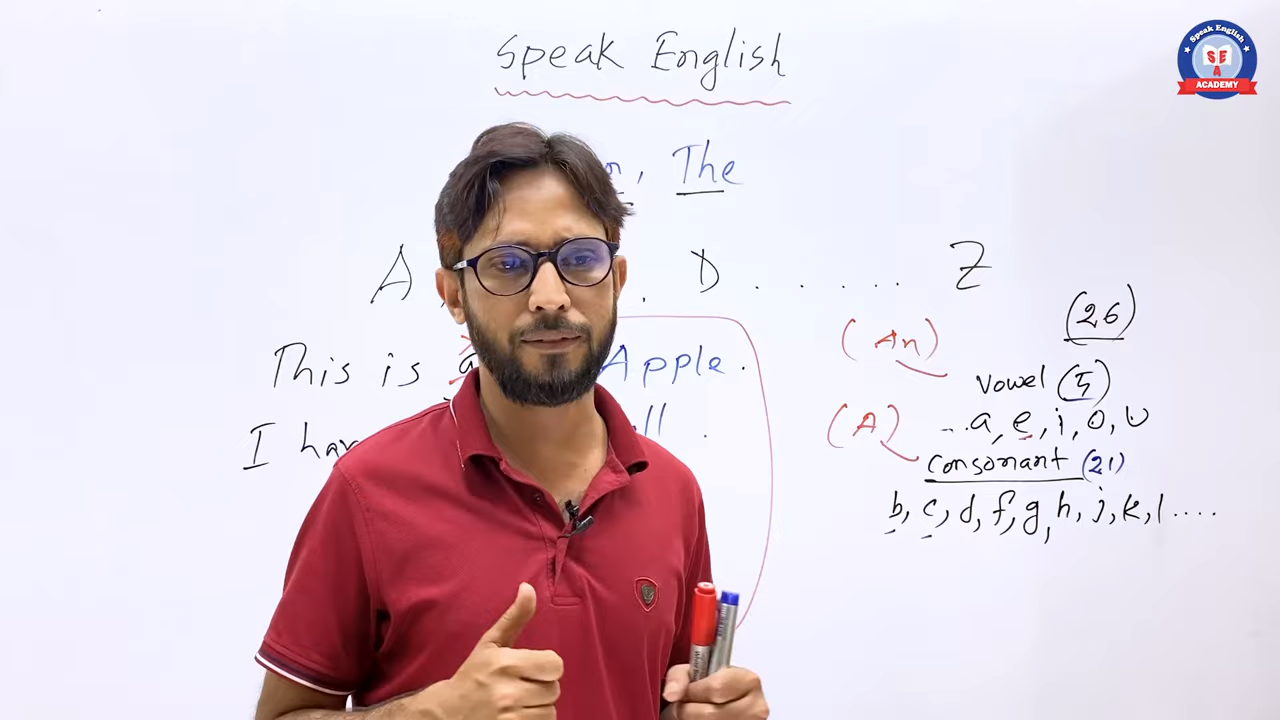 Speak English
Speak English
S E
A
ACADEMY
, The
A D . . . . . . Z
(26)
(An)
This is Apple .
Vowel (5)
(A)
a, e, i, o, u
I
Consonant (21)
b, c, d, f, g, h, j, k, l ....